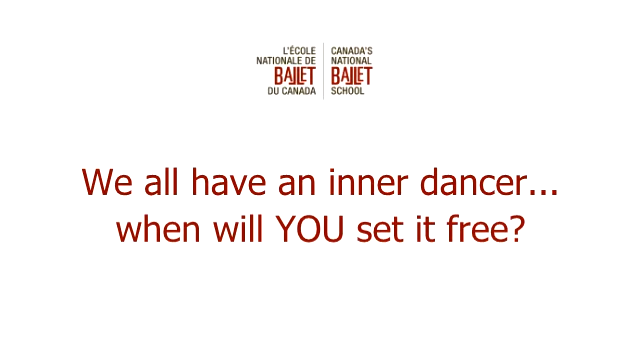 L'ÉCOLE
NATIONALE DE
BALLET
DU CANADA
CANADA'S
NATIONAL
BALLET
SCHOOL
We all have an inner dancer...
when will YOU set it free?